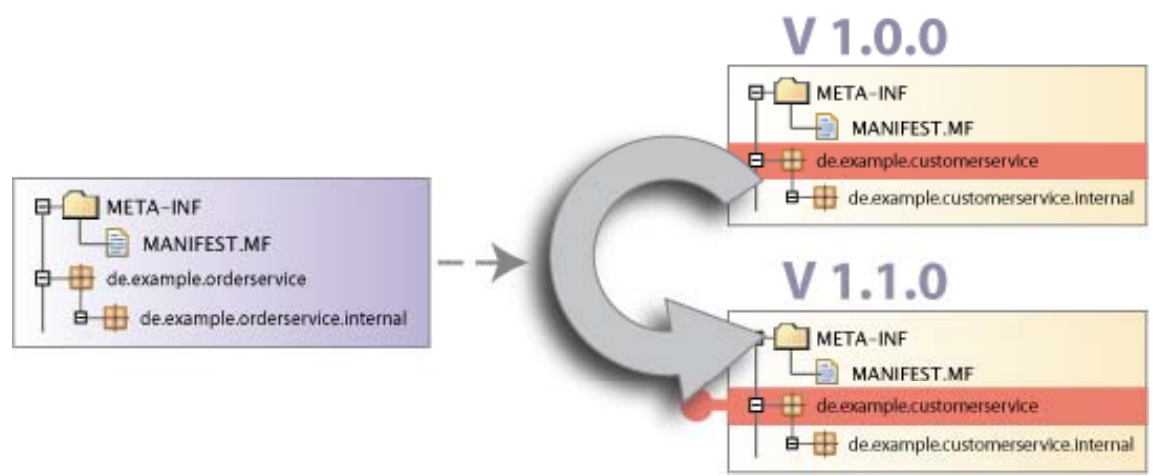 META-INF
MANIFEST.MF
de.example.orderservice
de.example.orderservice.internal
V 1.0.0
META-INF
MANIFEST.MF
de.example.customerservice
de.example.customerservice.internal
V 1.1.0
META-INF
MANIFEST.MF
de.example.customerservice
de.example.customerservice.internal